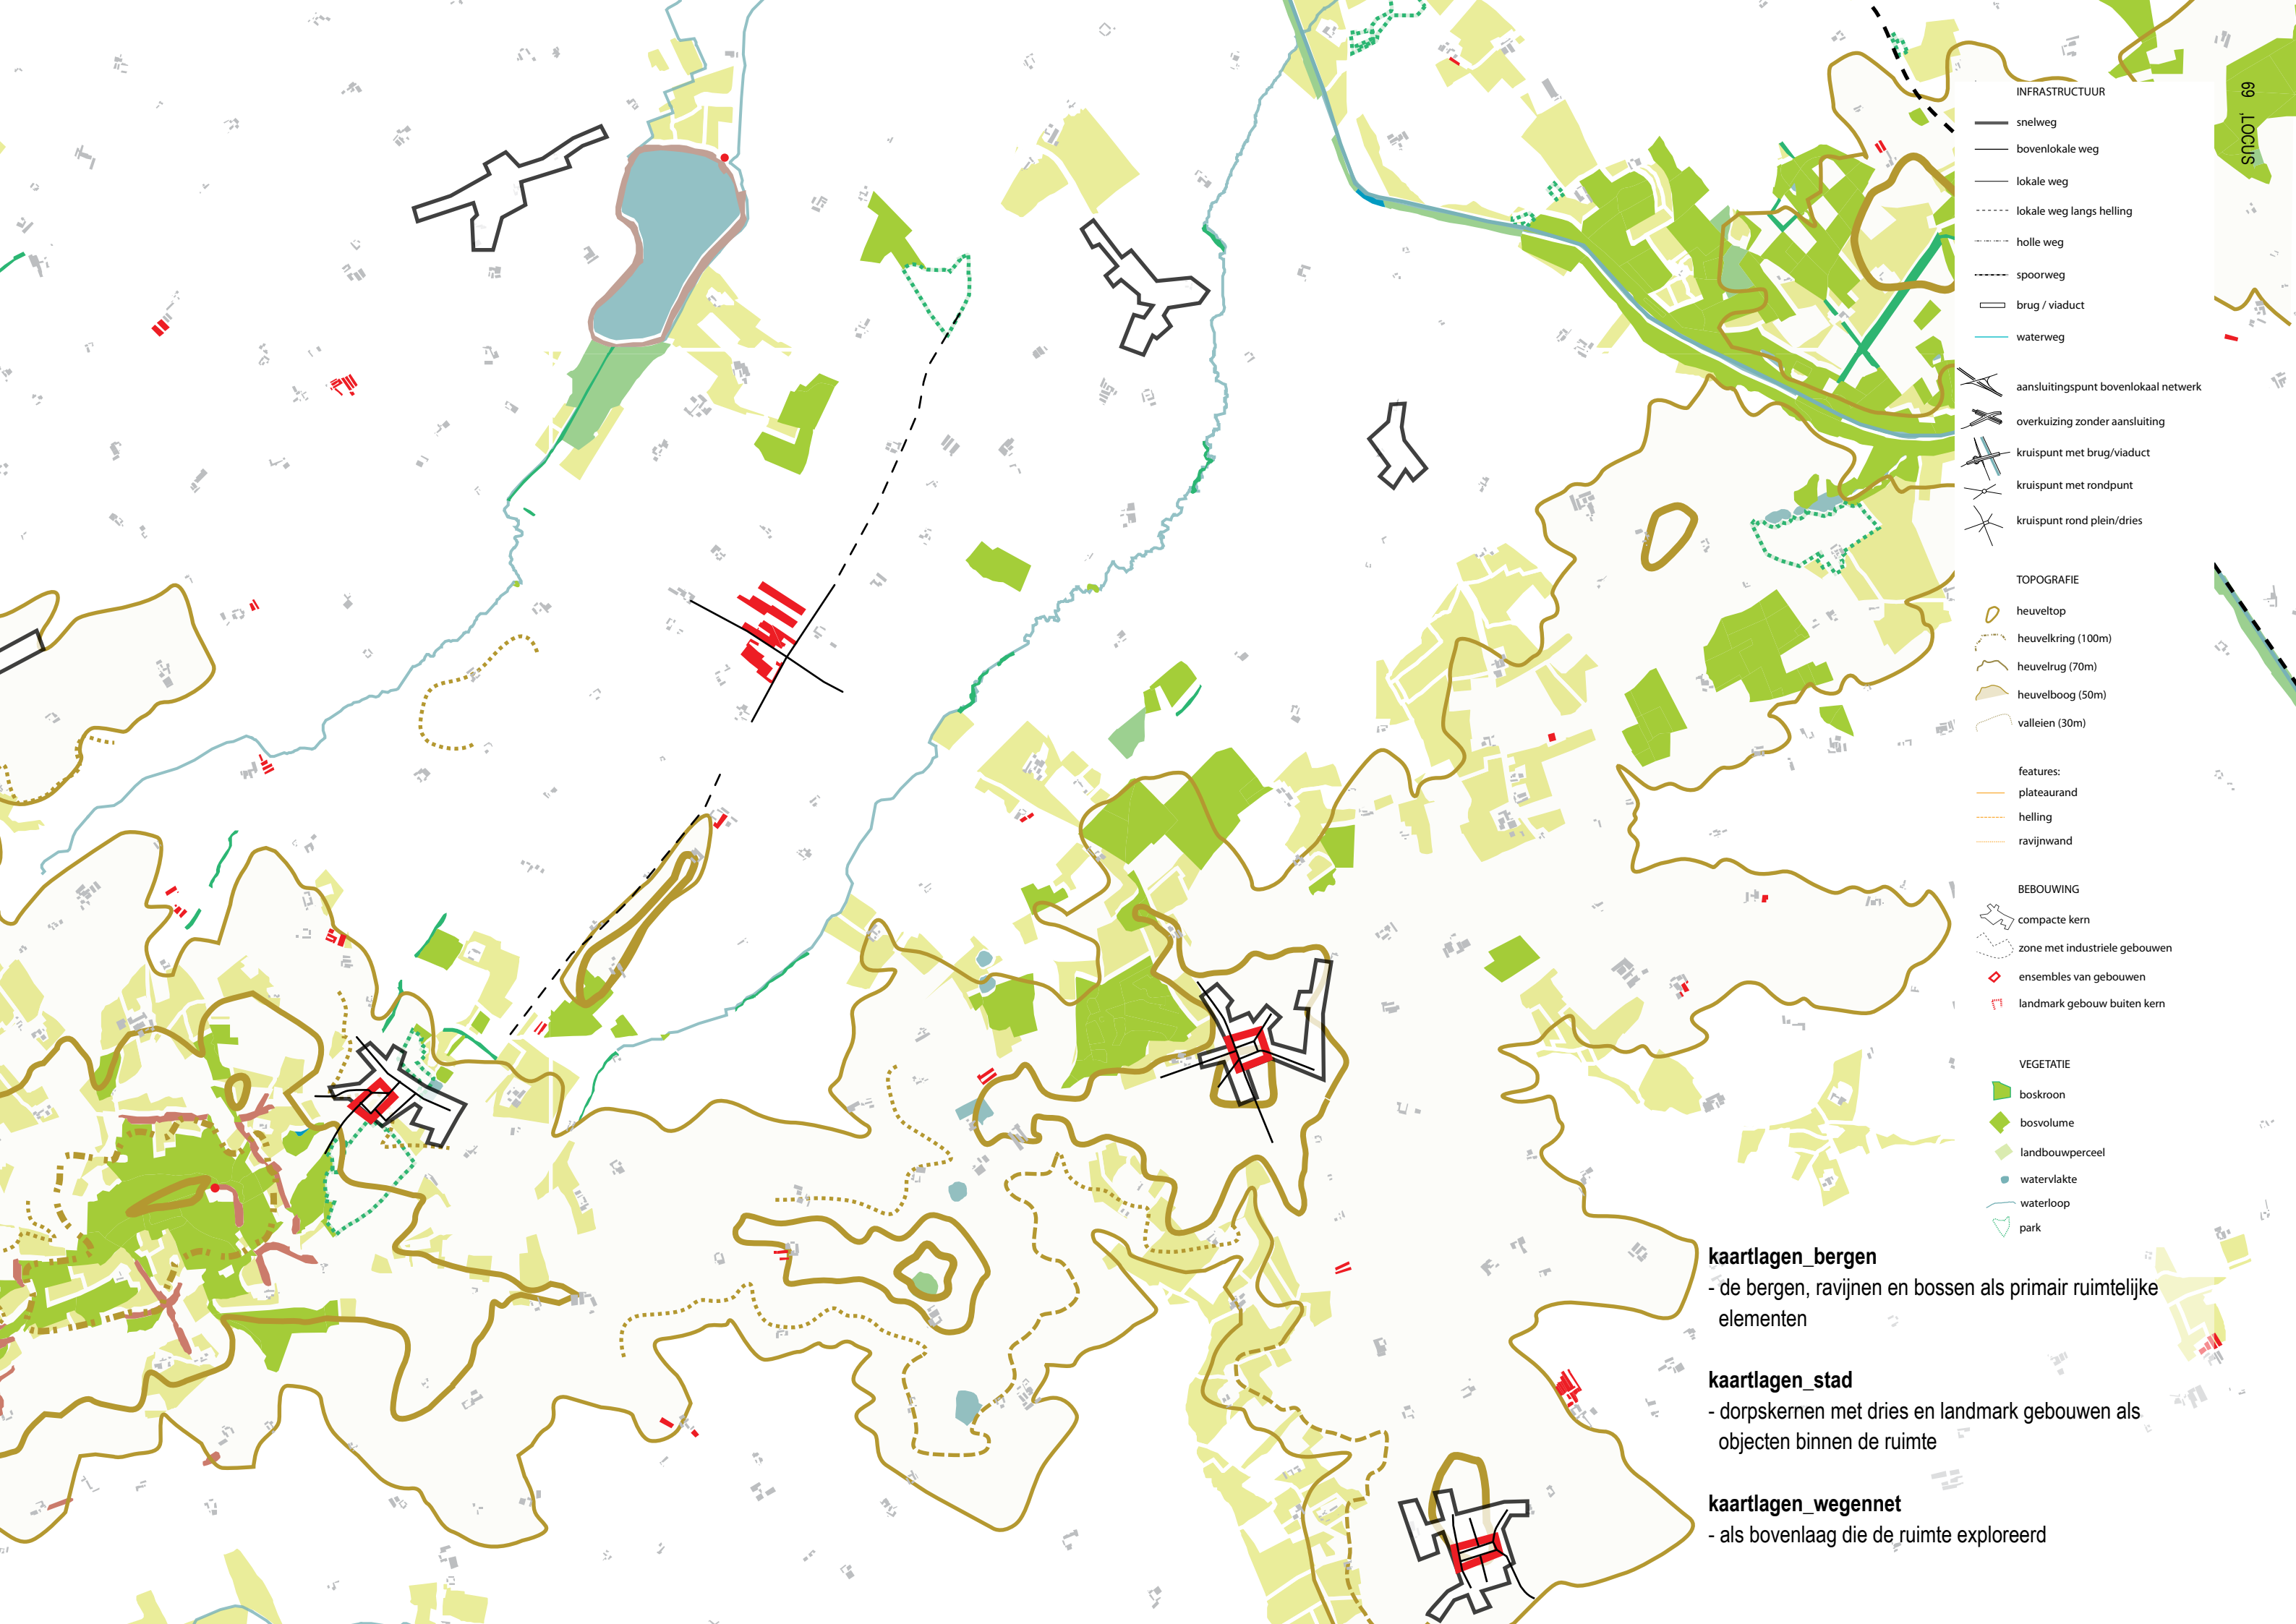 69 LOCUS
INFRASTRUCTUUR
snelweg
bovenlokale weg
lokale weg
lokale weg langs helling
holle weg
spoorweg
brug / viaduct
waterweg
aansluitingspunt bovenlokaal netwerk
overkuizing zonder aansluiting
kruispunt met brug/viaduct
kruispunt met rondpunt
kruispunt rond plein/dries
TOPOGRAFIE
heuveltop
heuvelkring (100m)
heuvelrug (70m)
heuvelboog (50m)
valleien (30m)
features:
plateaurand
helling
ravijnwand
BEBOUWING
compacte kern
zone met industriele gebouwen
ensembles van gebouwen
landmark gebouw buiten kern
VEGETATIE
boskroon
bosvolume
landbouwperceel
watervlakte
waterloop
park
kaartlagen_bergen
- de bergen, ravijnen en bossen als primair ruimtelijke
elementen
kaartlagen_stad
- dorpskernen met dries en landmark gebouwen als
objecten binnen de ruimte
kaartlagen_wegennet
- als bovenlaag die de ruimte exploreerd